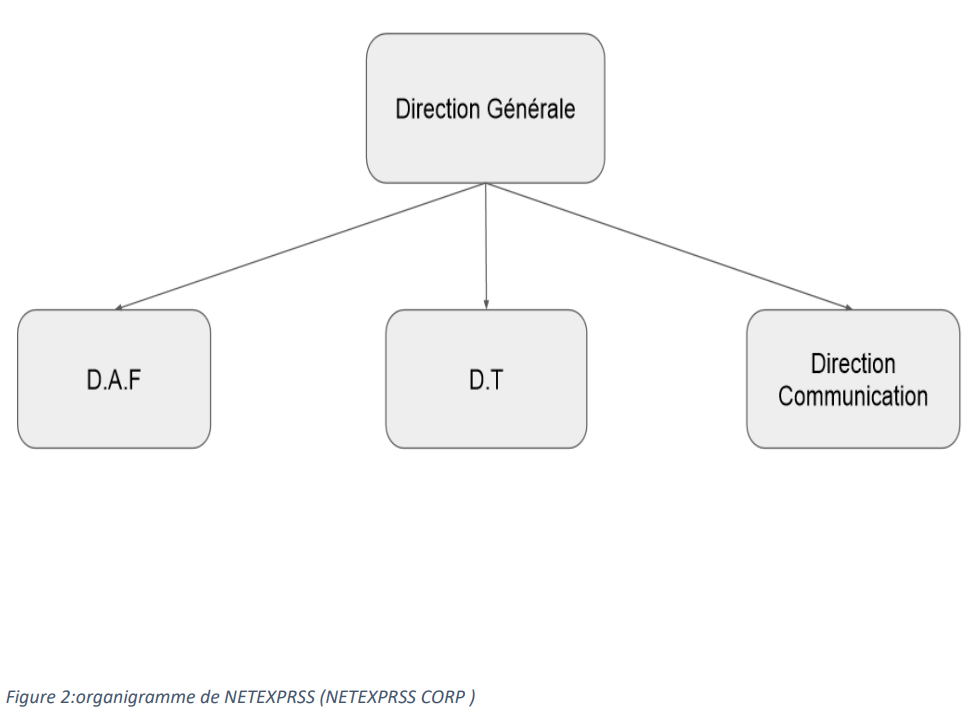 Direction Générale
D.A.F
D.T
Direction
Communication
Figure 2:organigramme de NETEXPRSS (NETEXPRSS CORP )